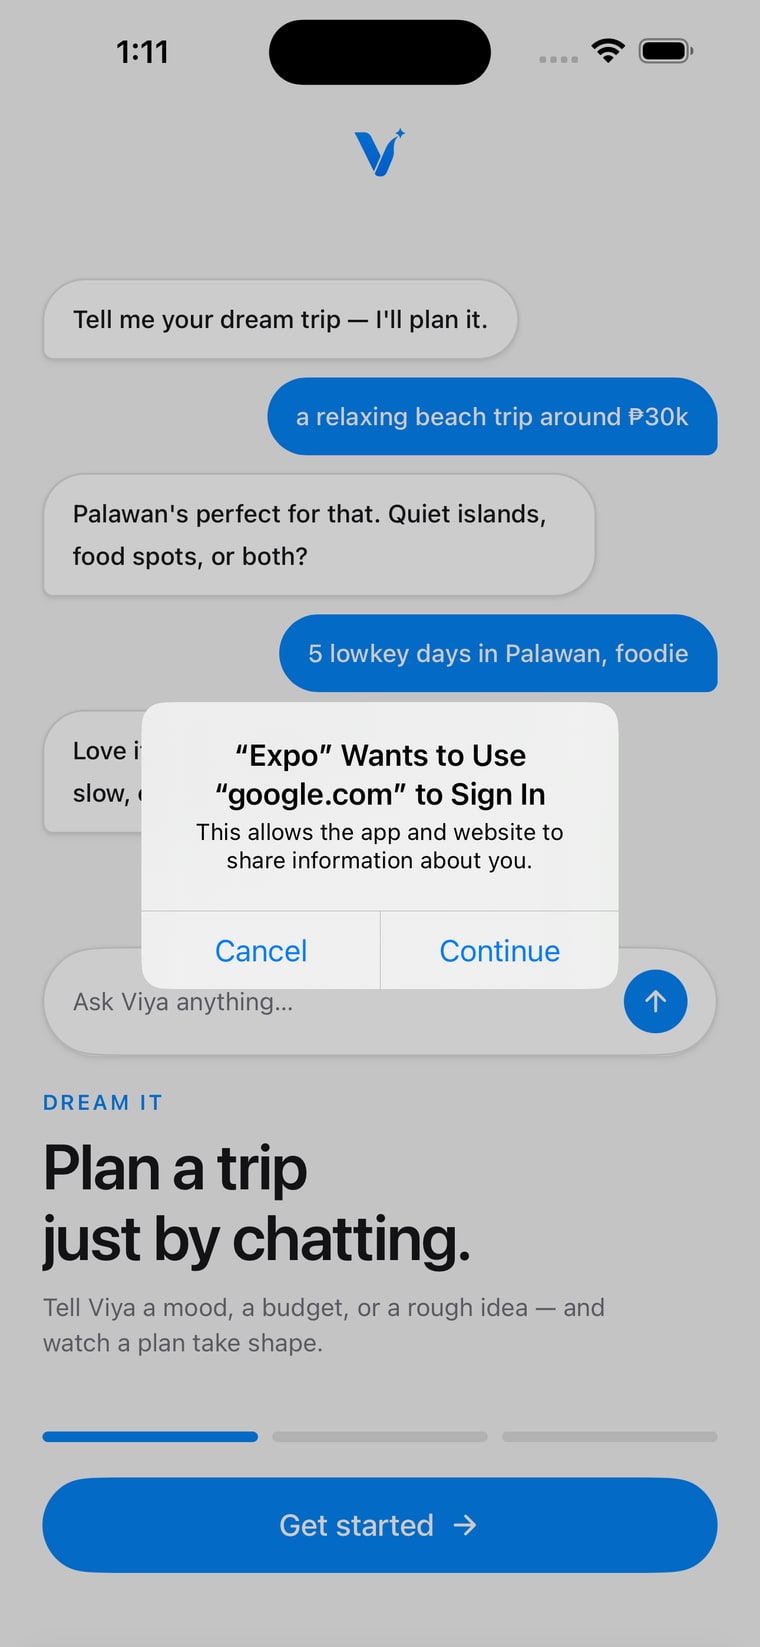 1:11
Tell me your dream trip — I'll plan it.
a relaxing beach trip around ₱30k
Palawan's perfect for that. Quiet islands,
food spots, or both?
5 lowkey days in Palawan, foodie
Love
slow,
“Expo” Wants to Use
“google.com” to Sign In
This allows the app and website to
share information about you.
Cancel
Continue
Ask Viya anything...
DREAM IT
Plan a trip
just by chatting.
Tell Viya a mood, a budget, or a rough idea — and
watch a plan take shape.
Get started →